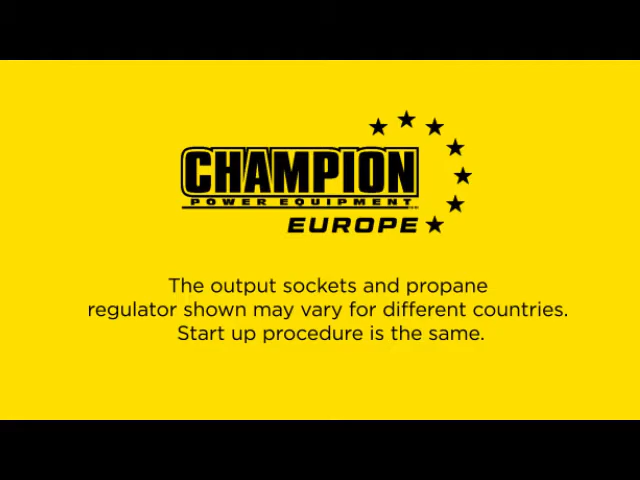 CHAMPION
POWER EQUIPMENT
EUROPE
The output sockets and propane
regulator shown may vary for different countries.
Start up procedure is the same.